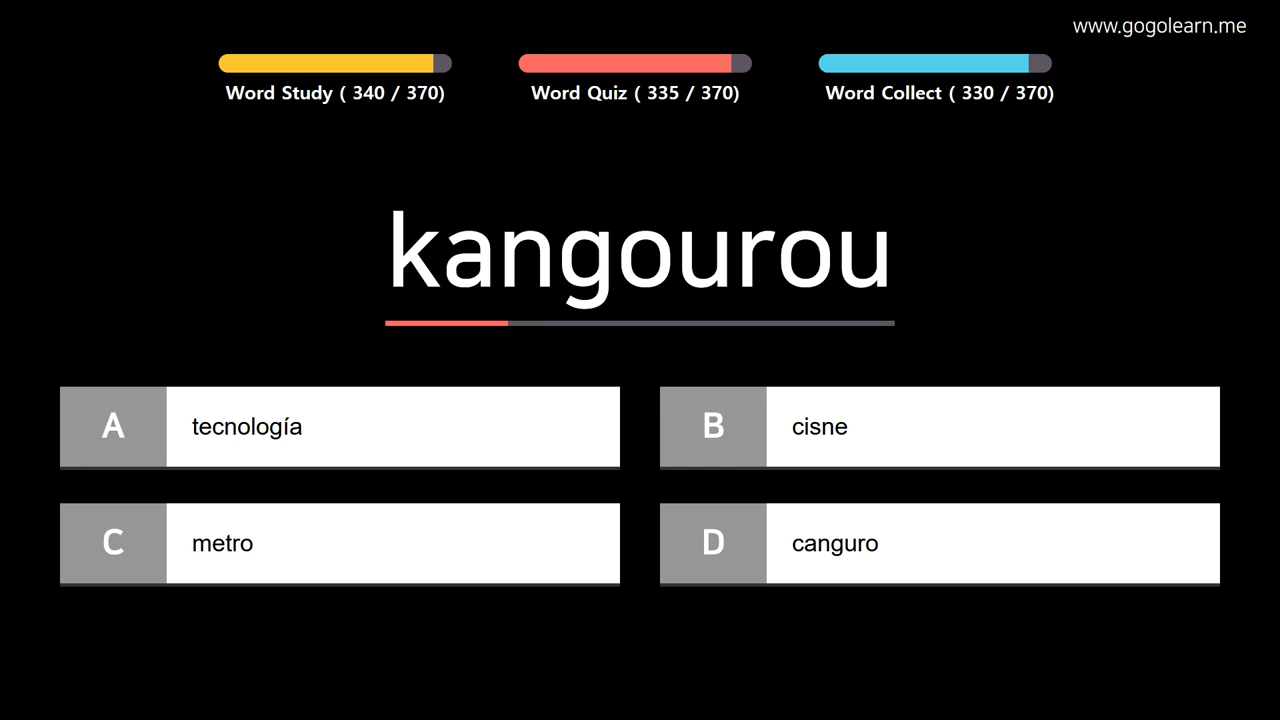 www.gogolearn.me
Word Study ( 340 / 370)
Word Quiz ( 335 / 370)
Word Collect ( 330 / 370)
kangourou
A
tecnología
B
cisne
C
metro
D
canguro